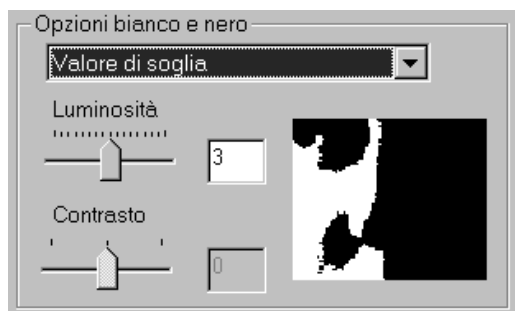 Opzioni bianco e nero
Valore di soglia
Luminosità
3
Contrasto
0